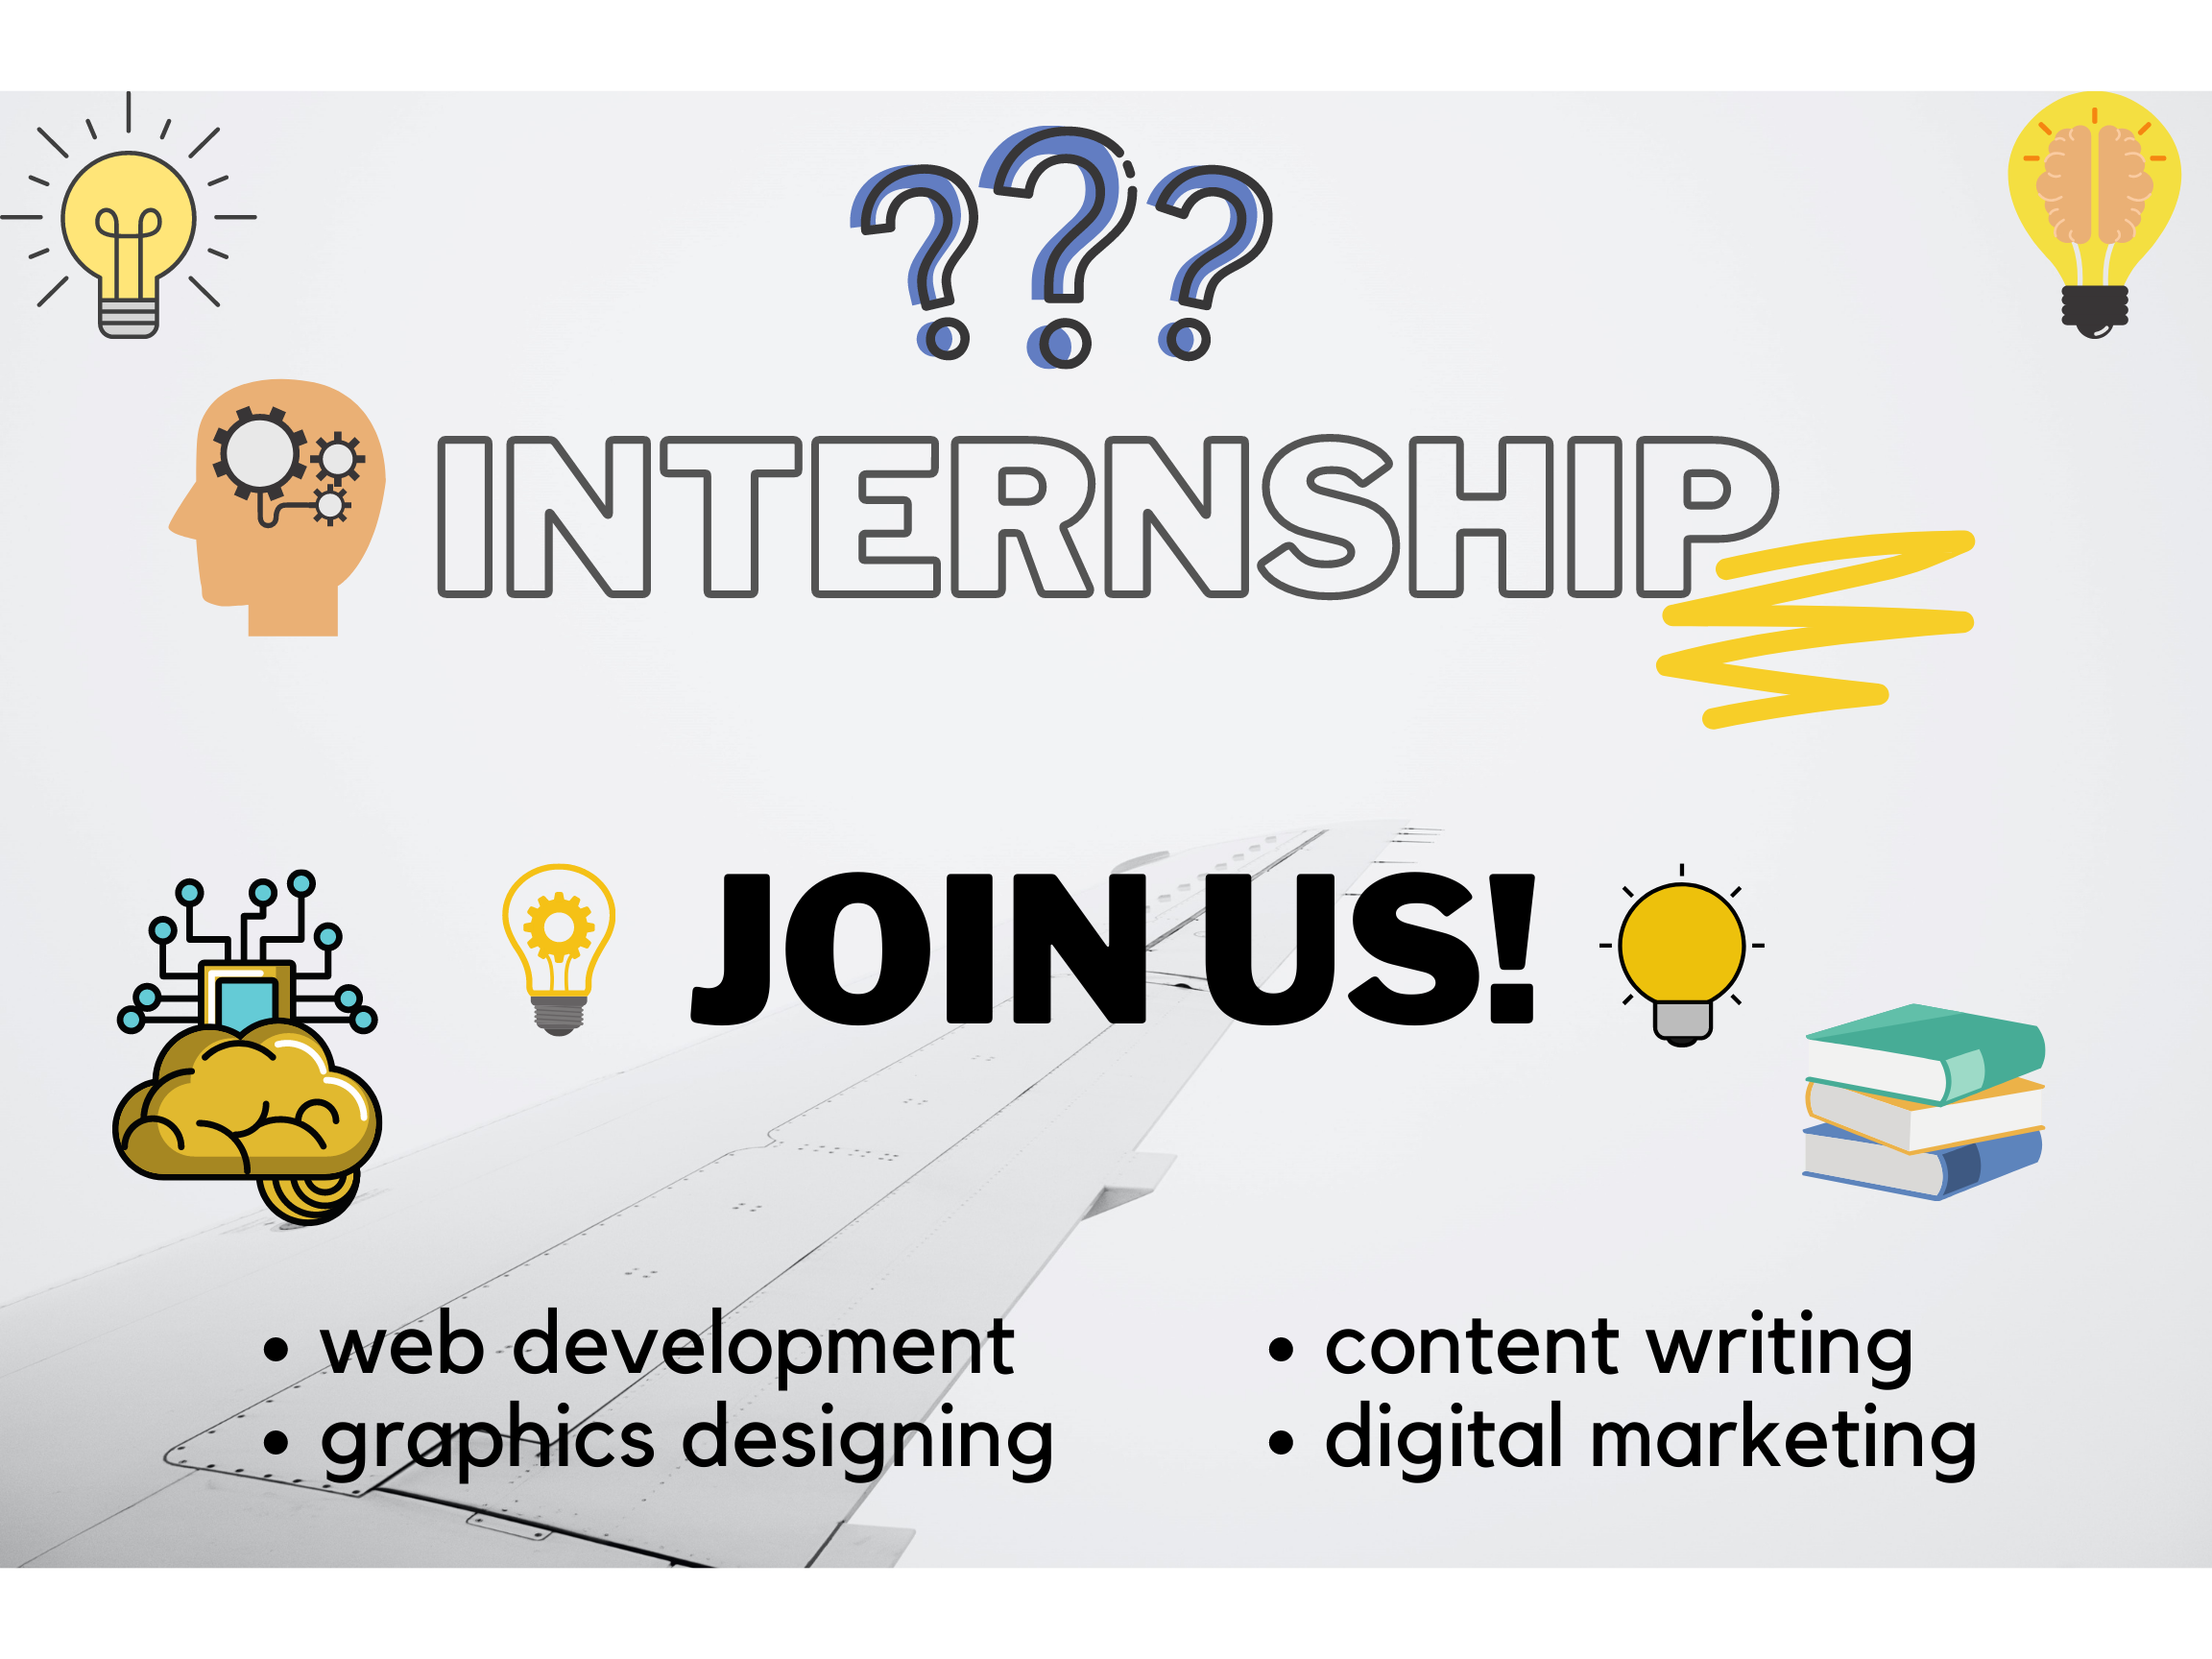 ???
INTERNSHIP
JOIN US!
• web development
• graphics designing
• content writing
• digital marketing